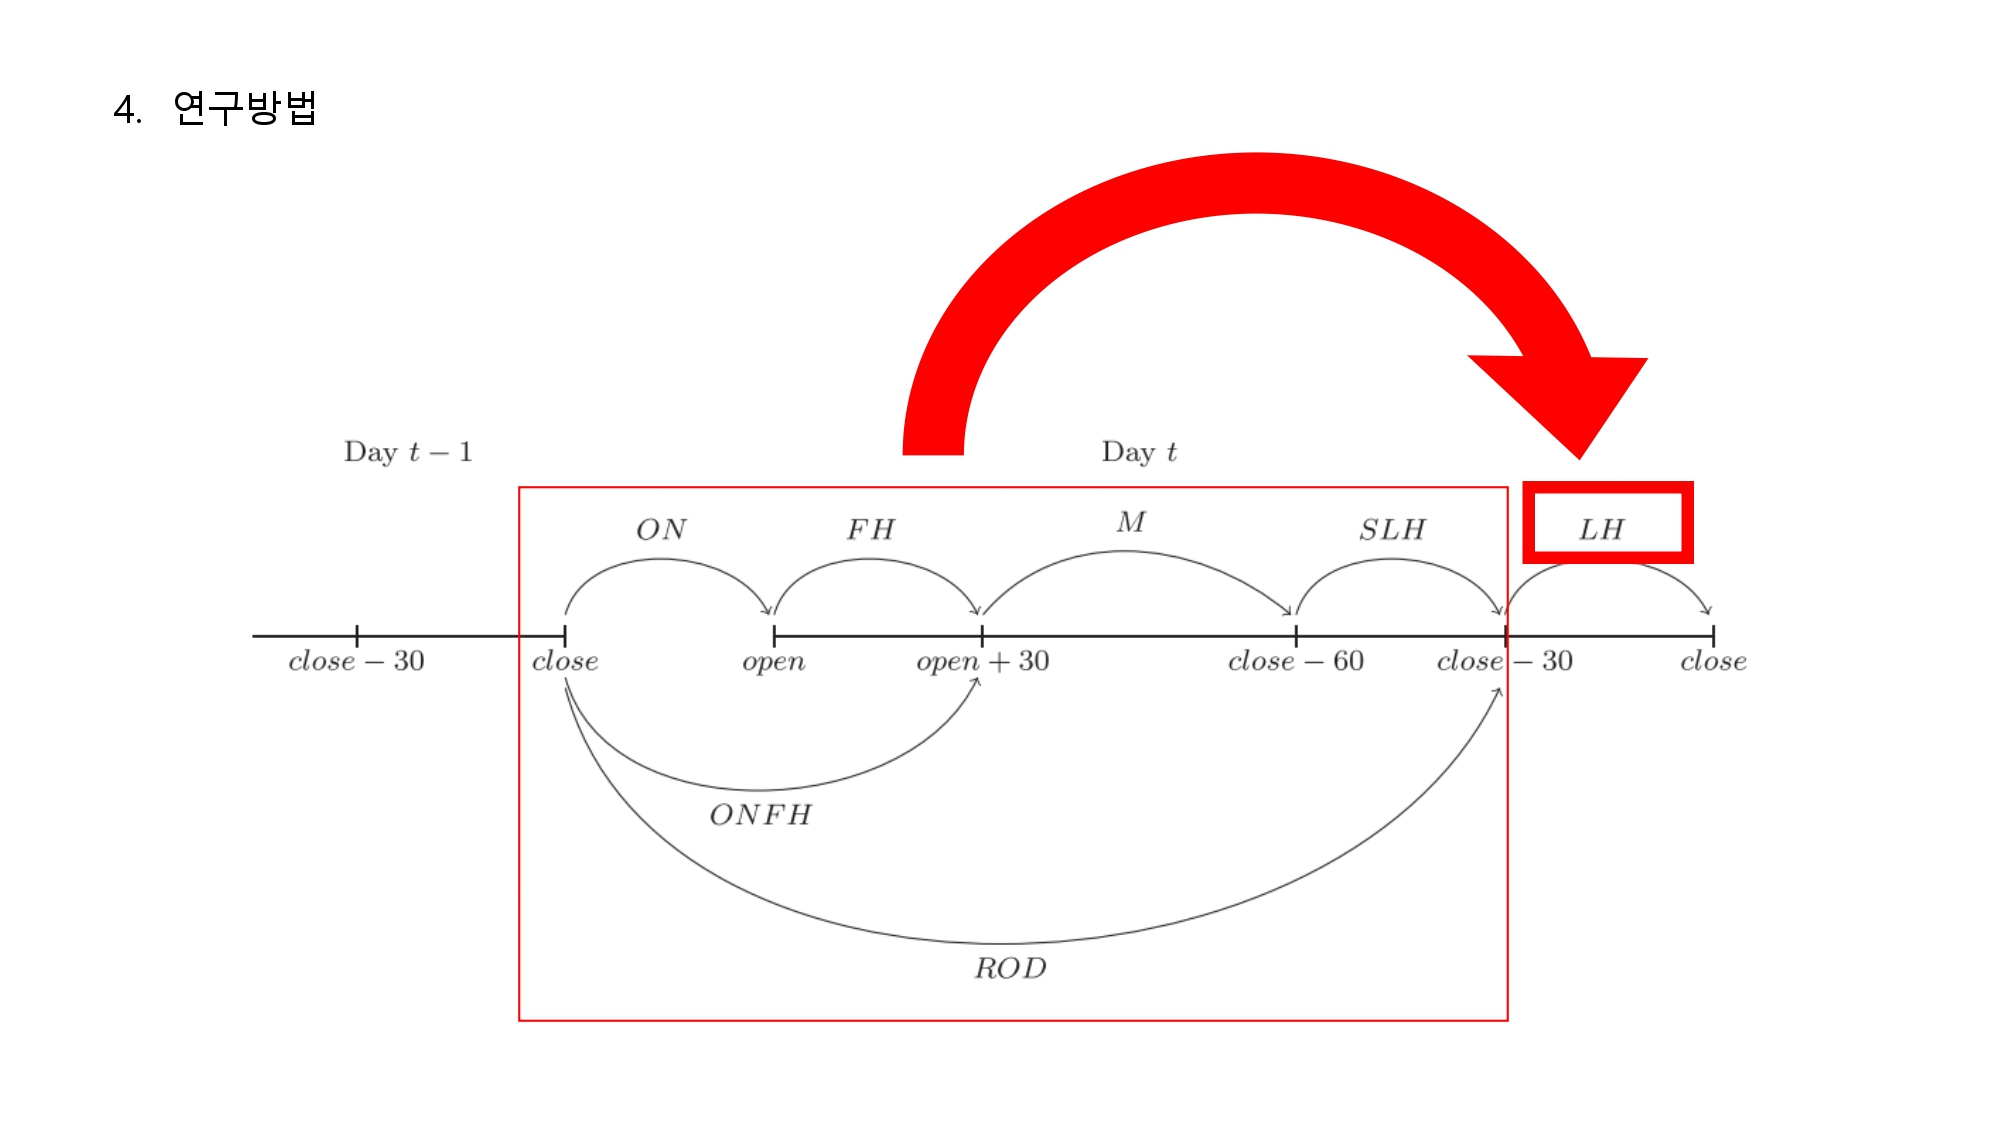 4. 연구방법
Day t − 1
Day t
ON
FH
M
SLH
LH
close − 30
close
open
open + 30
close − 60
close − 30
close
ONFH
ROD